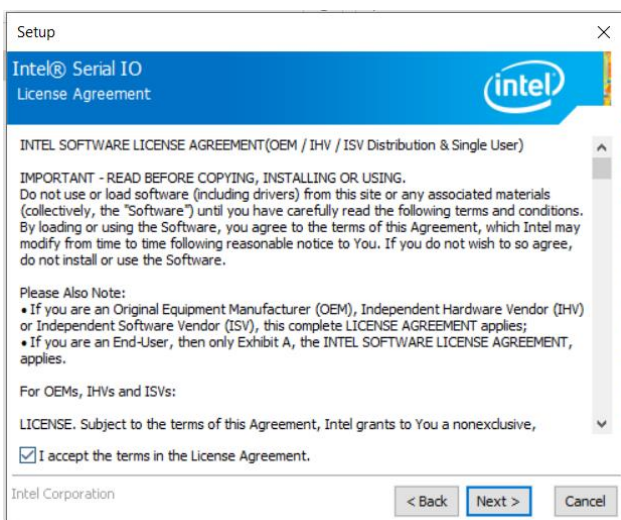 Setup
Intel® Serial IO
License Agreement
intel
INTEL SOFTWARE LICENSE AGREEMENT(OEM / IHV / ISV Distribution & Single User)
IMPORTANT - READ BEFORE COPYING, INSTALLING OR USING.
Do not use or load software (including drivers) from this site or any associated materials
(collectively, the "Software") until you have carefully read the following terms and conditions.
By loading or using the Software, you agree to the terms of this Agreement, which Intel may
modify from time to time following reasonable notice to You. If you do not wish to so agree,
do not install or use the Software.
Please Also Note:
• If you are an Original Equipment Manufacturer (OEM), Independent Hardware Vendor (IHV)
or Independent Software Vendor (ISV), this complete LICENSE AGREEMENT applies;
• If you are an End-User, then only Exhibit A, the INTEL SOFTWARE LICENSE AGREEMENT,
applies.
For OEMs, IHVs and ISVs:
LICENSE. Subject to the terms of this Agreement, Intel grants to You a nonexclusive,
I accept the terms in the License Agreement.
Intel Corporation
< Back Next > Cancel